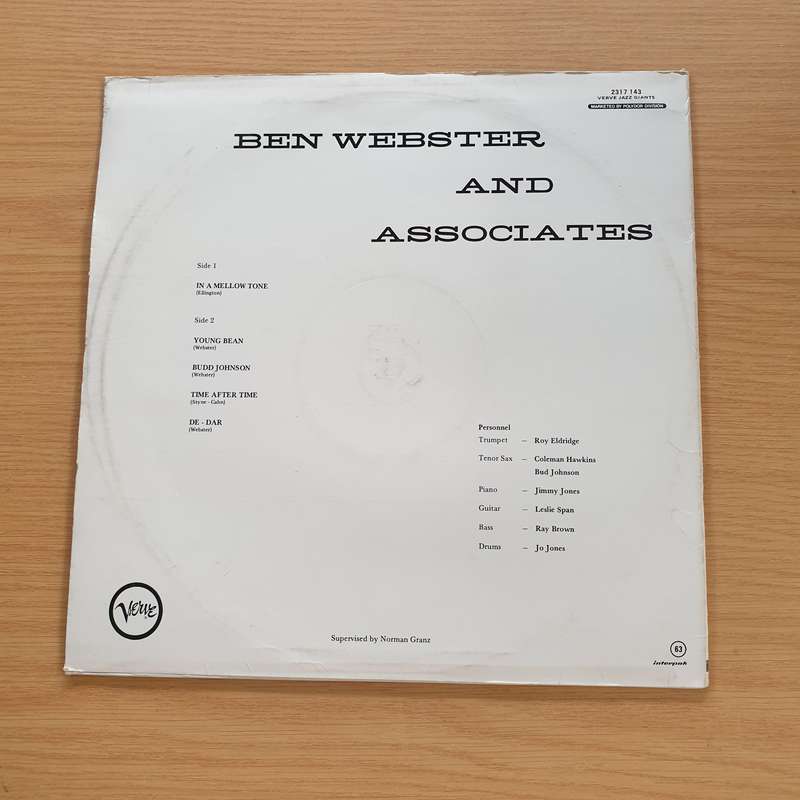 2317 143
VERVE JAZZ GIANTS
MARKETED BY POLYDOR DIVISION
BEN WEBSTER
AND
ASSOCIATES
Side 1
IN A MELLOW TONE
(Ellington)
Side 2
YOUNG BEAN
(Webster)
BUDD JOHNSON
(Webster)
TIME AFTER TIME
(Styne - Cahn)
DE - DAR
(Webster)
Personnel
Trumpet – Roy Eldridge
Tenor Sax – Coleman Hawkins
Bud Johnson
Piano – Jimmy Jones
Guitar – Leslie Span
Bass – Ray Brown
Drums – Jo Jones
Verve
Supervised by Norman Granz
63
interpak